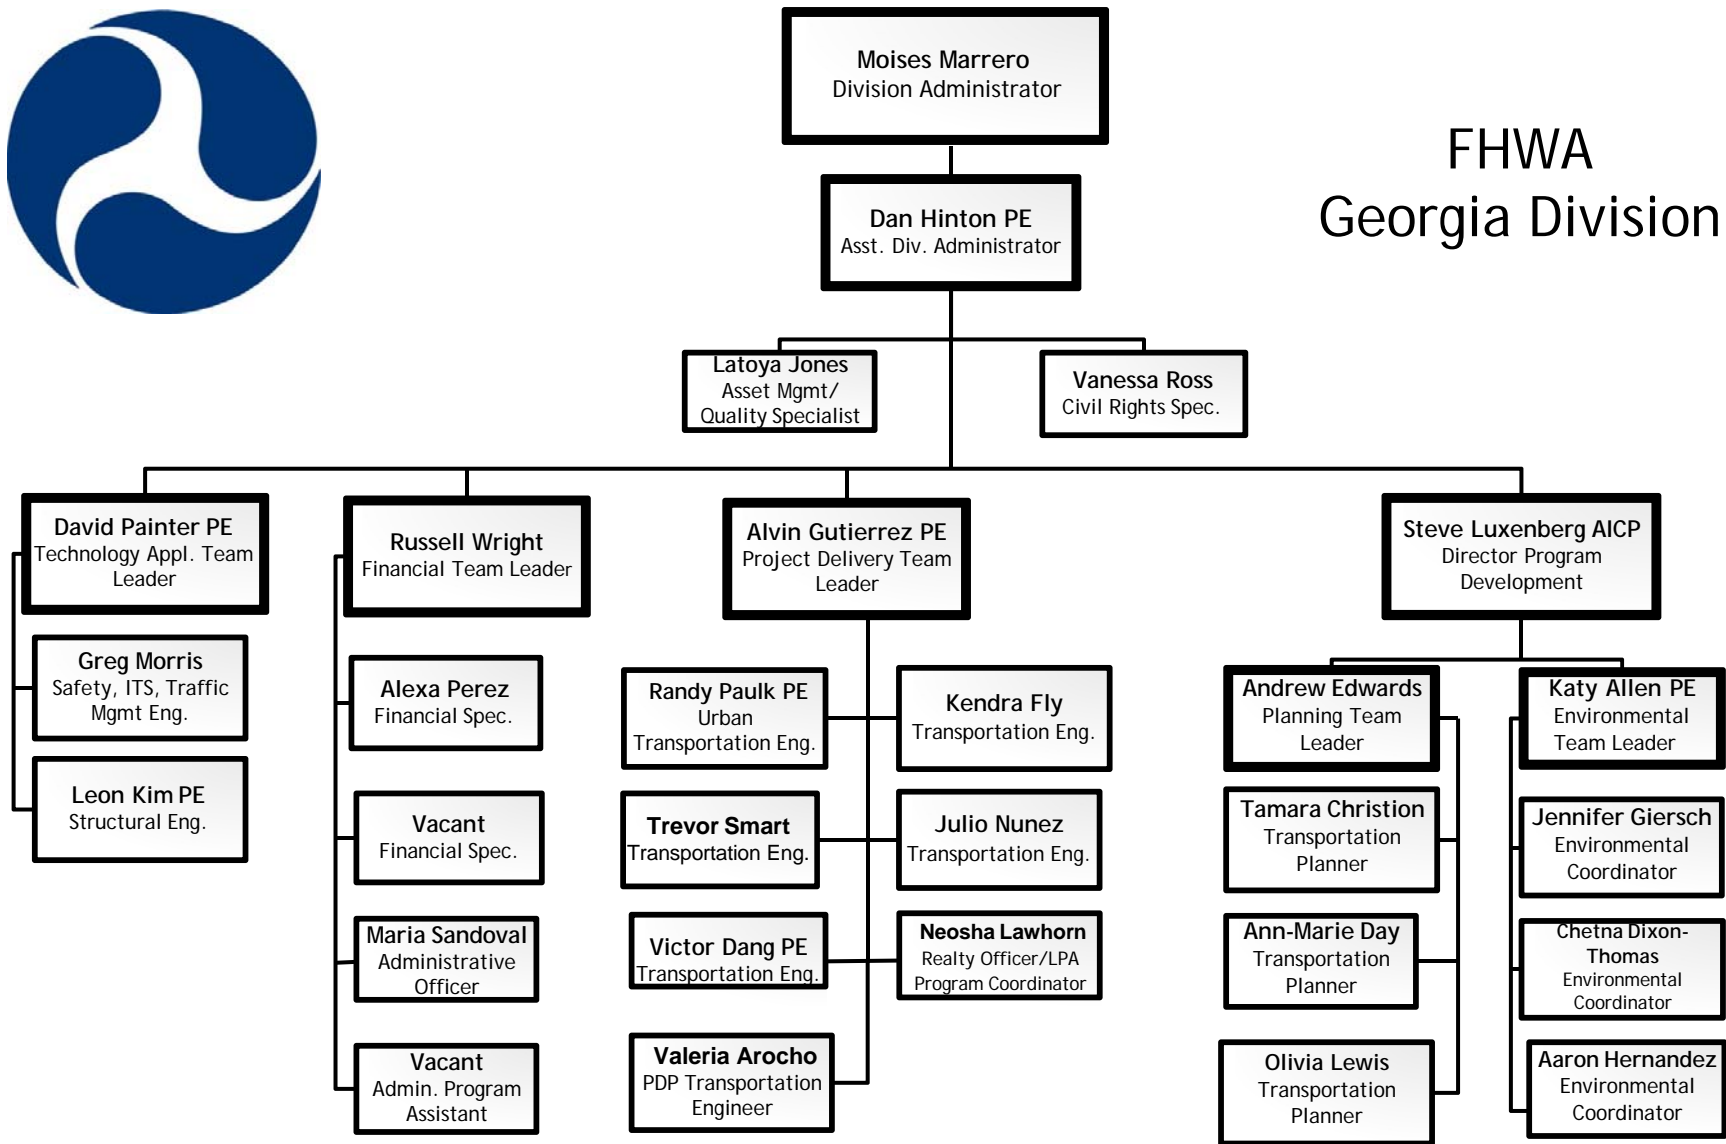 Moises Marrero
Division Administrator
FHWA
Georgia Division
Dan Hinton PE
Asst. Div. Administrator
Latoya Jones
Asset Mgmt/
Quality Specialist
Vanessa Ross
Civil Rights Spec.
David Painter PE
Technology Appl. Team
Leader
Greg Morris
Safety, ITS, Traffic
Mgmt Eng.
Leon Kim PE
Structural Eng.
Russell Wright
Financial Team Leader
Alexa Perez
Financial Spec.
Vacant
Financial Spec.
Maria Sandoval
Administrative
Officer
Vacant
Admin. Program
Assistant
Alvin Gutierrez PE
Project Delivery Team
Leader
Randy Paulk PE
Urban
Transportation Eng.
Kendra Fly
Transportation Eng.
Trevor Smart
Transportation Eng.
Julio Nunez
Transportation Eng.
Victor Dang PE
Transportation Eng.
Neosha Lawhorn
Realty Officer/LPA
Program Coordinator
Valeria Arocho
PDP Transportation
Engineer
Steve Luxenberg AICP
Director Program
Development
Andrew Edwards
Planning Team
Leader
Tamara Christion
Transportation
Planner
Ann-Marie Day
Transportation
Planner
Olivia Lewis
Transportation
Planner
Katy Allen PE
Environmental
Team Leader
Jennifer Giersch
Environmental
Coordinator
Chetna Dixon-
Thomas
Environmental
Coordinator
Aaron Hernandez
Environmental
Coordinator